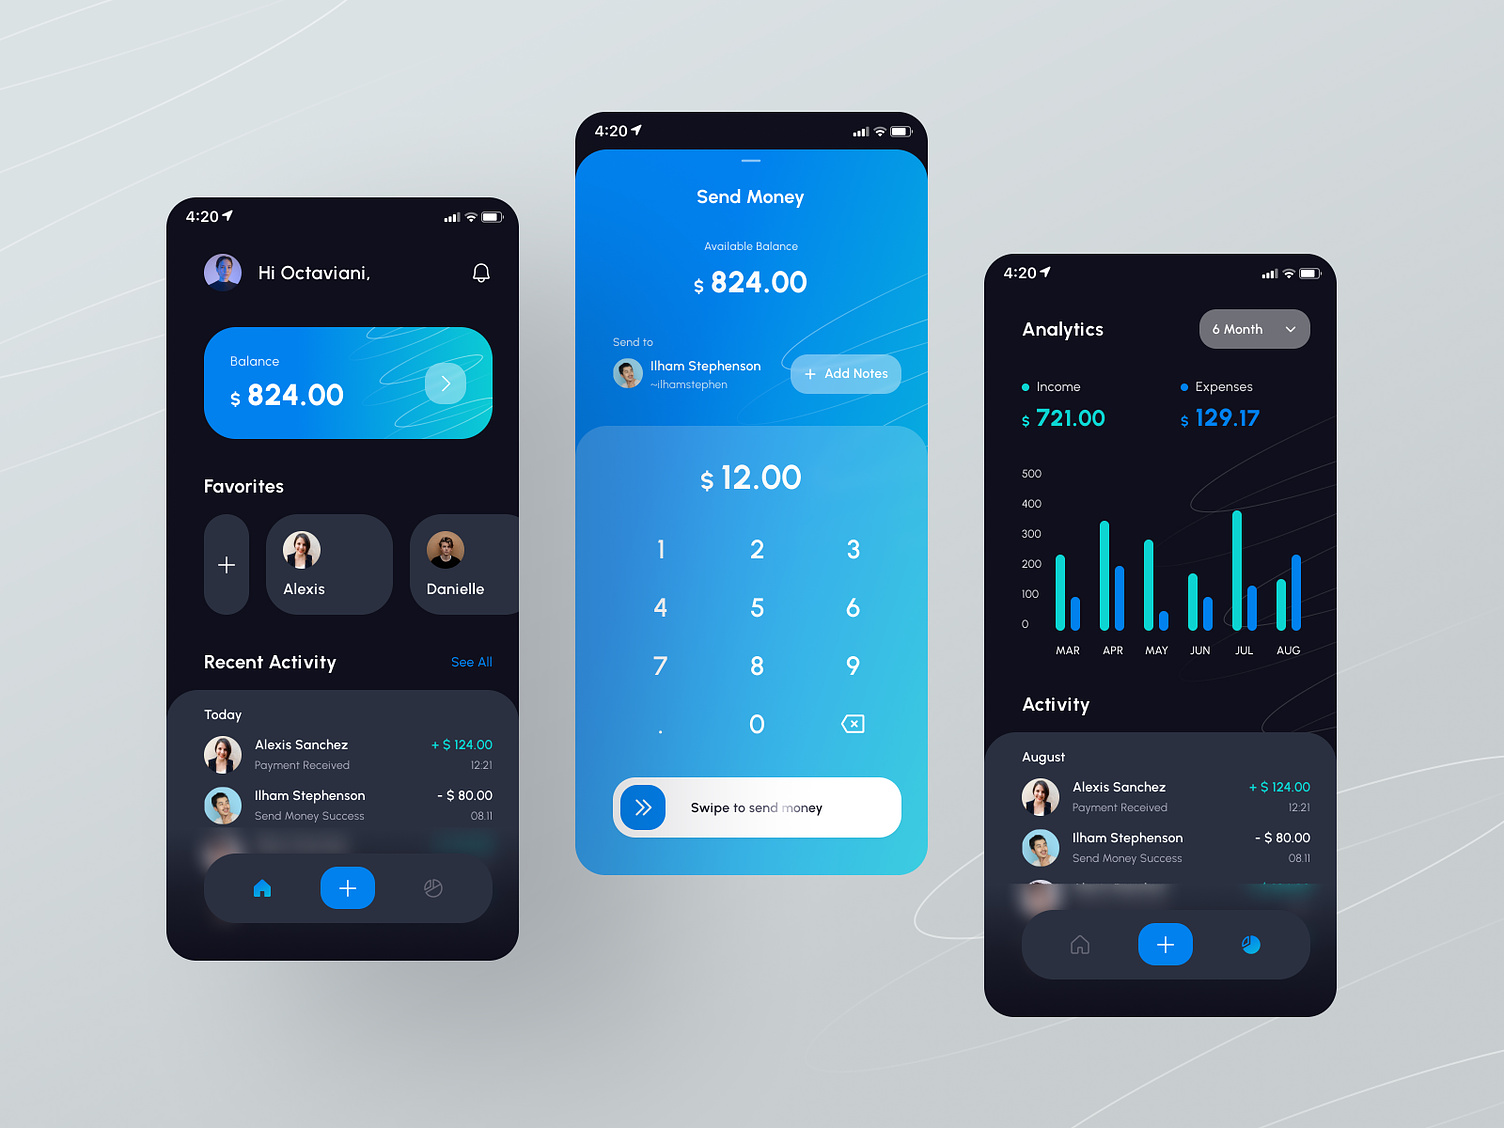 4:20
Hi Octaviani,
Balance
$ 824.00
Favorites
Alexis
Danielle
Recent Activity
See All
Today
Alexis Sanchez
+ $ 124.00
Payment Received
12:21
Ilham Stephenson
- $ 80.00
Send Money Success
08.11
4:20
Send Money
Available Balance
$ 824.00
Send to
Ilham Stephenson
~ilhamstephen
+ Add Notes
$ 12.00
1 2 3
4 5 6
7 8 9
. 0
Swipe to send money
4:20
Analytics
6 Month
Income
$ 721.00
Expenses
$ 129.17
500
400
300
200
100
0
MAR APR MAY JUN JUL AUG
Activity
August
Alexis Sanchez
+ $ 124.00
Payment Received
12:21
Ilham Stephenson
- $ 80.00
Send Money Success
08.11